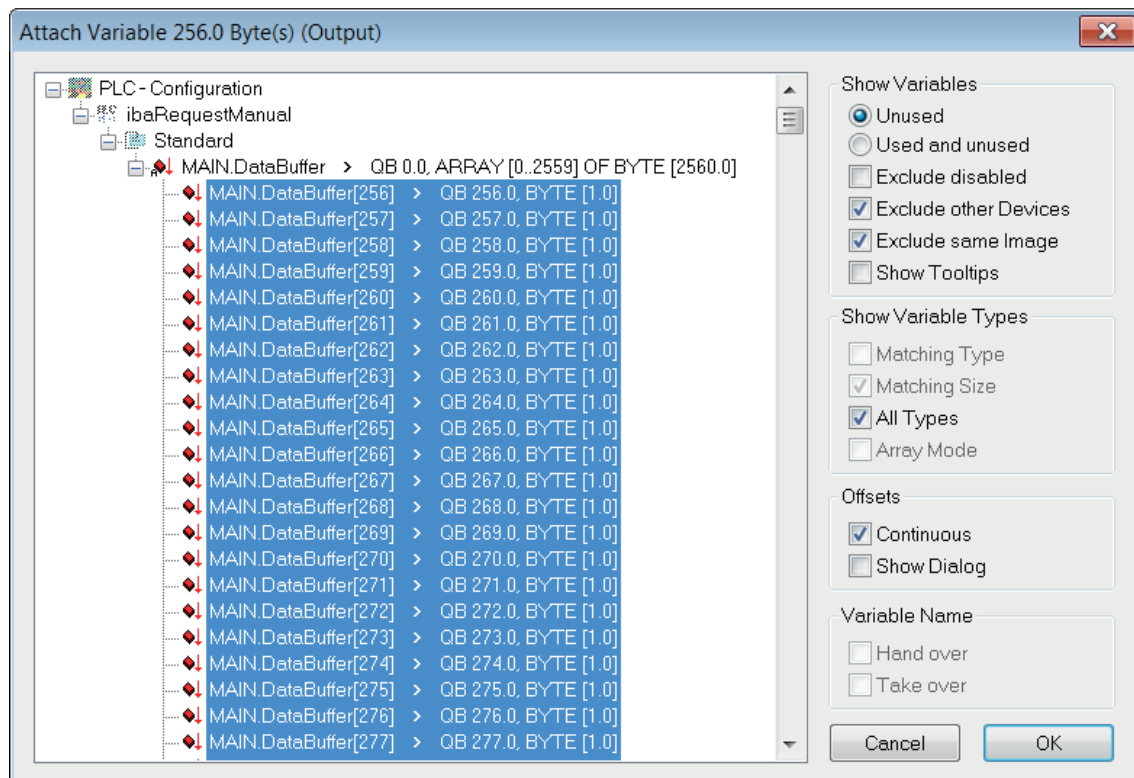 Attach Variable 256.0 Byte(s) (Output)
PLC - Configuration
ibaRequestManual
Standard
MAIN.DataBuffer > QB 0.0, ARRAY [0..2559] OF BYTE [2560.0]
MAIN.DataBuffer[256] > QB 256.0, BYTE [1.0]
MAIN.DataBuffer[257] > QB 257.0, BYTE [1.0]
MAIN.DataBuffer[258] > QB 258.0, BYTE [1.0]
MAIN.DataBuffer[259] > QB 259.0, BYTE [1.0]
MAIN.DataBuffer[260] > QB 260.0, BYTE [1.0]
MAIN.DataBuffer[261] > QB 261.0, BYTE [1.0]
MAIN.DataBuffer[262] > QB 262.0, BYTE [1.0]
MAIN.DataBuffer[263] > QB 263.0, BYTE [1.0]
MAIN.DataBuffer[264] > QB 264.0, BYTE [1.0]
MAIN.DataBuffer[265] > QB 265.0, BYTE [1.0]
MAIN.DataBuffer[266] > QB 266.0, BYTE [1.0]
MAIN.DataBuffer[267] > QB 267.0, BYTE [1.0]
MAIN.DataBuffer[268] > QB 268.0, BYTE [1.0]
MAIN.DataBuffer[269] > QB 269.0, BYTE [1.0]
MAIN.DataBuffer[270] > QB 270.0, BYTE [1.0]
MAIN.DataBuffer[271] > QB 271.0, BYTE [1.0]
MAIN.DataBuffer[272] > QB 272.0, BYTE [1.0]
MAIN.DataBuffer[273] > QB 273.0, BYTE [1.0]
MAIN.DataBuffer[274] > QB 274.0, BYTE [1.0]
MAIN.DataBuffer[275] > QB 275.0, BYTE [1.0]
MAIN.DataBuffer[276] > QB 276.0, BYTE [1.0]
MAIN.DataBuffer[277] > QB 277.0, BYTE [1.0]
Show Variables
Unused
Used and unused
Exclude disabled
Exclude other Devices
Exclude same Image
Show Tooltips
Show Variable Types
Matching Type
Matching Size
All Types
Array Mode
Offsets
Continuous
Show Dialog
Variable Name
Hand over
Take over
Cancel
OK